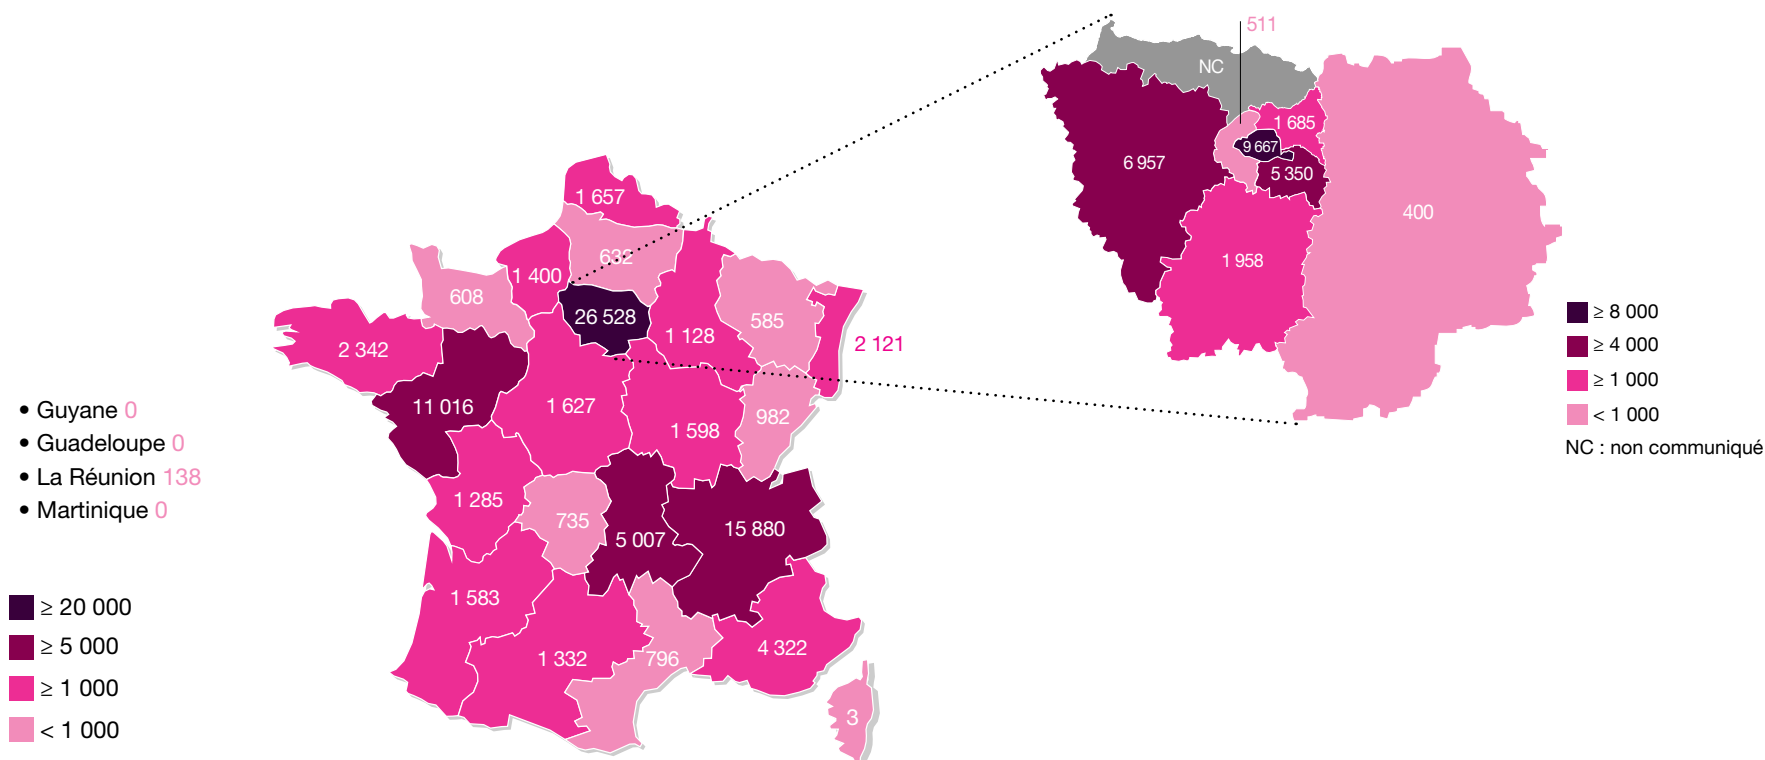 511
NC
1 685
9 667
6 957
5 350
400
1 958
1 657
632
1 400
608
26 528
585
1 128
2 342
2 121
11 016
1 627
982
1 598
1 285
735
15 880
5 007
1 583
4 322
1 332
796
3
• Guyane 0
• Guadeloupe 0
• La Réunion 138
• Martinique 0
≥ 20 000
≥ 5 000
≥ 1 000
< 1 000
≥ 8 000
≥ 4 000
≥ 1 000
< 1 000
NC : non communiqué